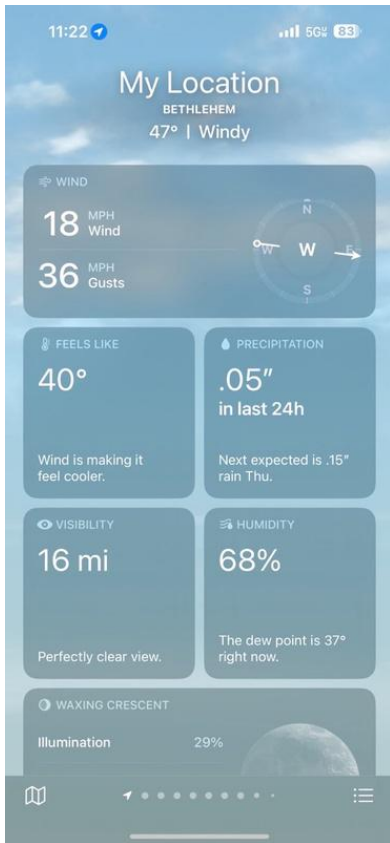 11:22
5G 83
My Location
BETHLEHEM
47° | Windy
WIND
18 MPH Wind
36 MPH Gusts
N
W
W
E
S
FEELS LIKE
40°
Wind is making it
feel cooler.
PRECIPITATION
.05"
in last 24h
Next expected is .15"
rain Thu.
VISIBILITY
16 mi
Perfectly clear view.
HUMIDITY
68%
The dew point is 37°
right now.
WAXING CRESCENT
Illumination 29%